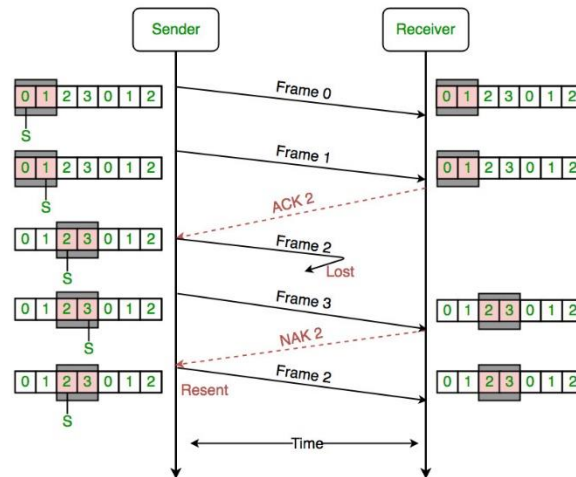 Sender Receiver
0 1 2 3 0 1 2 Frame 0 0 1 2 3 0 1 2
S
0 1 2 3 0 1 2 Frame 1 0 1 2 3 0 1 2
S
ACK 2
0 1 2 3 0 1 2 Frame 2
S Lost
0 1 2 3 0 1 2 Frame 3 0 1 2 3 0 1 2
S
NAK 2
0 1 2 3 0 1 2 Frame 2 0 1 2 3 0 1 2
Resent
S
Time